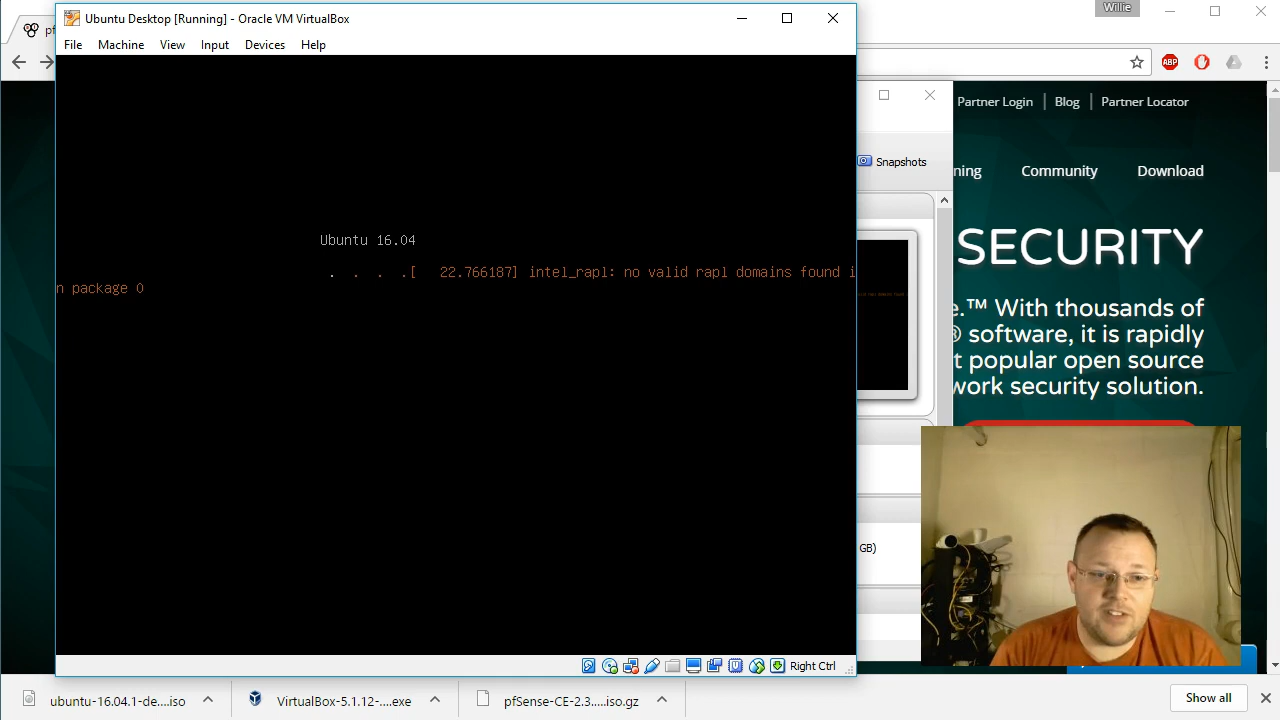 Ubuntu Desktop [Running] - Oracle VM VirtualBox
Willie
pf
File Machine View Input Devices Help
ABP
Partner Login Blog Partner Locator
Snapshots
ning Community Download
SECURITY
Ubuntu 16.04
. . . .[ 22.766187] intel_rapl: no valid rapl domains found i
n package 0
e.™ With thousands of
® software, it is rapidly
t popular open source
work security solution.
GB)
Right Ctrl
ubuntu-16.04.1-de....iso
VirtualBox-5.1.12-....exe
pfSense-CE-2.3.....iso.gz
Show all